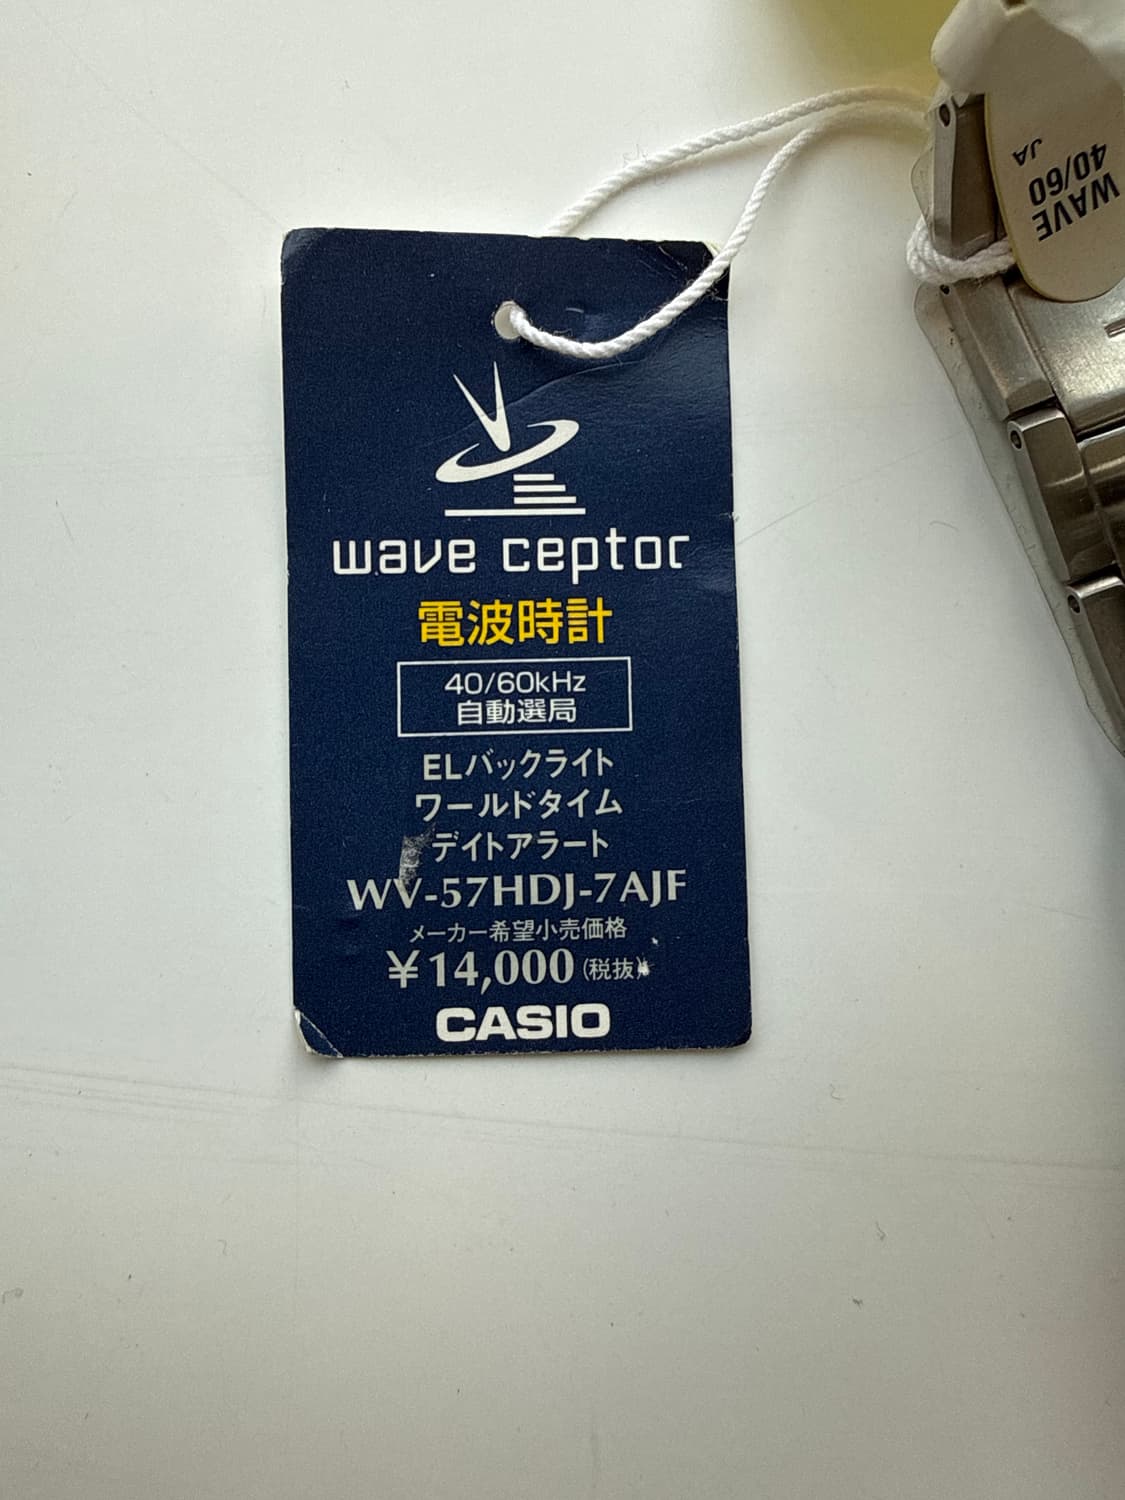 wave ceptor
電波時計
40/60kHz
自動選局
ELバックライト
ワールドタイム
デイトアラート
WV-57HDJ-7AJF
メーカー希望小売価格
￥14,000(税抜)
CASIO
WAVE
40/60
JA